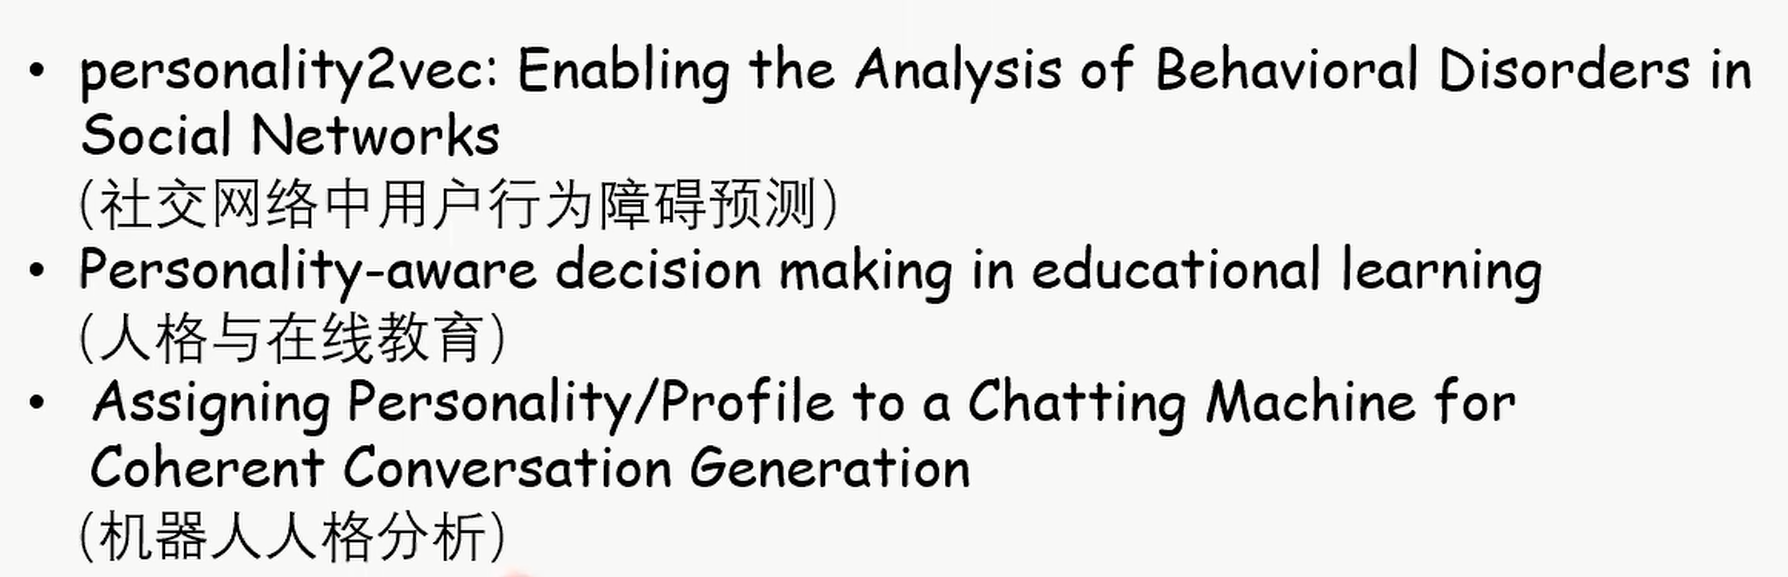 • personality2vec: Enabling the Analysis of Behavioral Disorders in
Social Networks
(社交网络中用户行为障碍预测)
• Personality-aware decision making in educational learning
(人格与在线教育)
• Assigning Personality/Profile to a Chatting Machine for
Coherent Conversation Generation
(机器人人格分析)